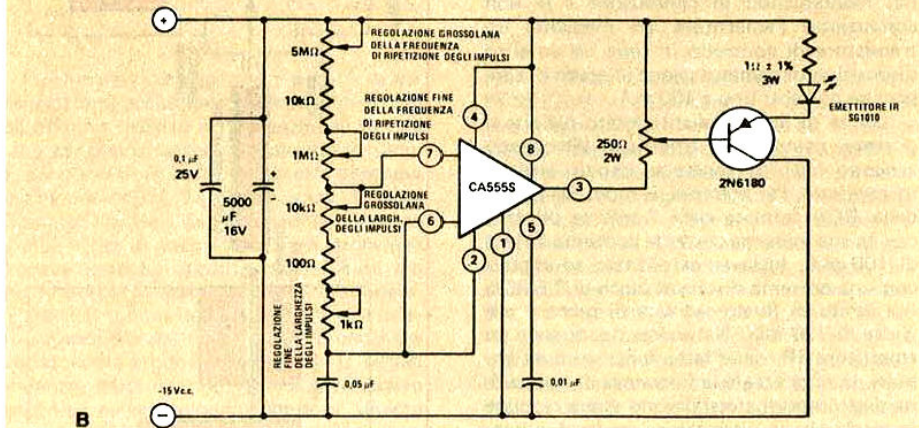 +
REGOLAZIONE GROSSOLANA
DELLA FREQUENZA
DI RIPETIZIONE DEGLI IMPULSI
5MΩ
1Ω ± 1%
3W
EMETTITORE IR
SG1010
10kΩ
REGOLAZIONE FINE
DELLA FREQUENZA
DI RIPETIZIONE
DEGLI IMPULSI
1MΩ
4
8
7
250Ω
2W
2N6180
0,1 µF
25V
+
-
5000
µF
16V
10kΩ
REGOLAZIONE
GROSSOLANA
DELLA LARGH.
DEGLI IMPULSI
CA555S
3
6
5
1
2
100Ω
REGOLAZIONE
FINE
DELLA LARGHEZZA
DEGLI IMPULSI
1kΩ
0,05 µF
0,01 µF
-15 V c.c.
B
−